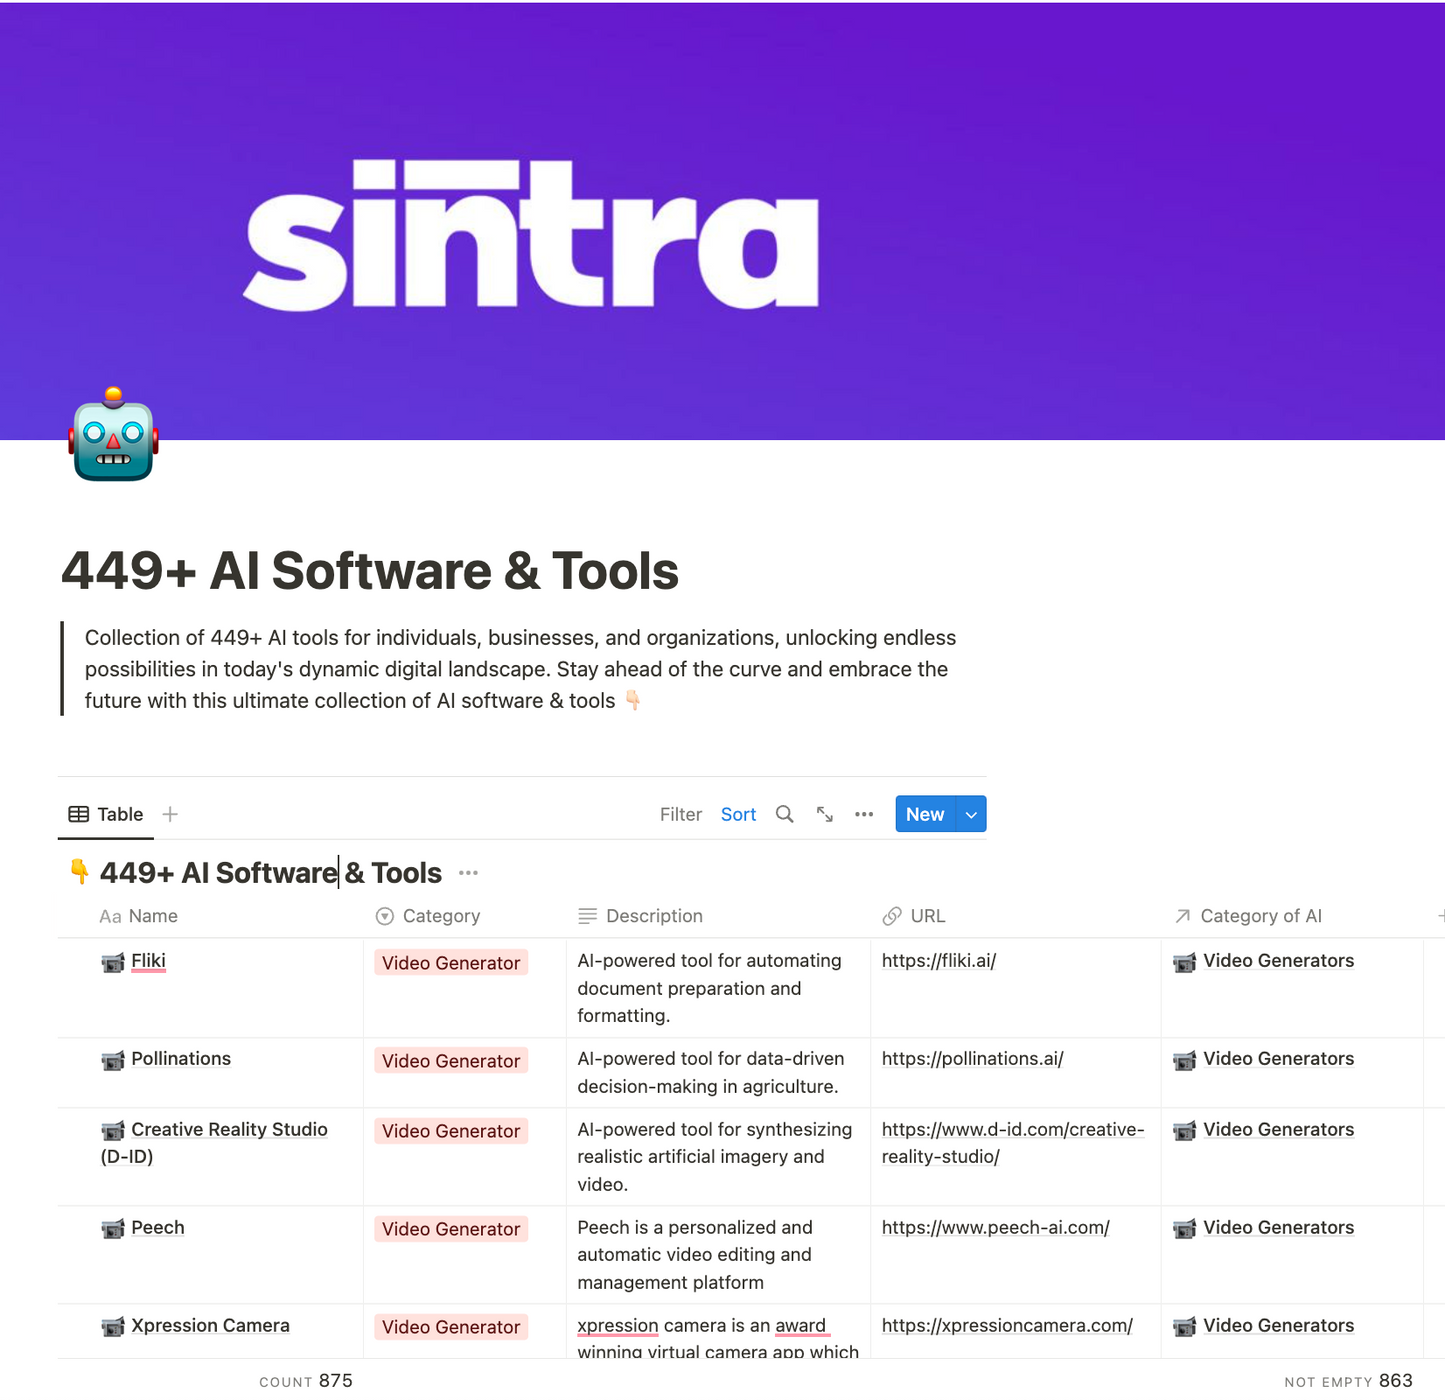 sintra
449+ AI Software & Tools
Collection of 449+ AI tools for individuals, businesses, and organizations, unlocking endless
possibilities in today's dynamic digital landscape. Stay ahead of the curve and embrace the
future with this ultimate collection of AI software & tools 👇🏻
Table
Filter Sort New
👇 449+ AI Software & Tools
Aa Name Category Description URL Category of AI
Fliki Video Generator AI-powered tool for automating https://fliki.ai/ Video Generators
document preparation and
formatting.
Pollinations Video Generator AI-powered tool for data-driven https://pollinations.ai/ Video Generators
decision-making in agriculture.
Creative Reality Studio Video Generator AI-powered tool for synthesizing https://www.d-id.com/creative- Video Generators
(D-ID) realistic artificial imagery and reality-studio/
video.
Peech Video Generator Peech is a personalized and https://www.peech-ai.com/ Video Generators
automatic video editing and
management platform
Xpression Camera Video Generator xpression camera is an award https://xpressioncamera.com/ Video Generators
winning virtual camera app which
COUNT 875 NOT EMPTY 863